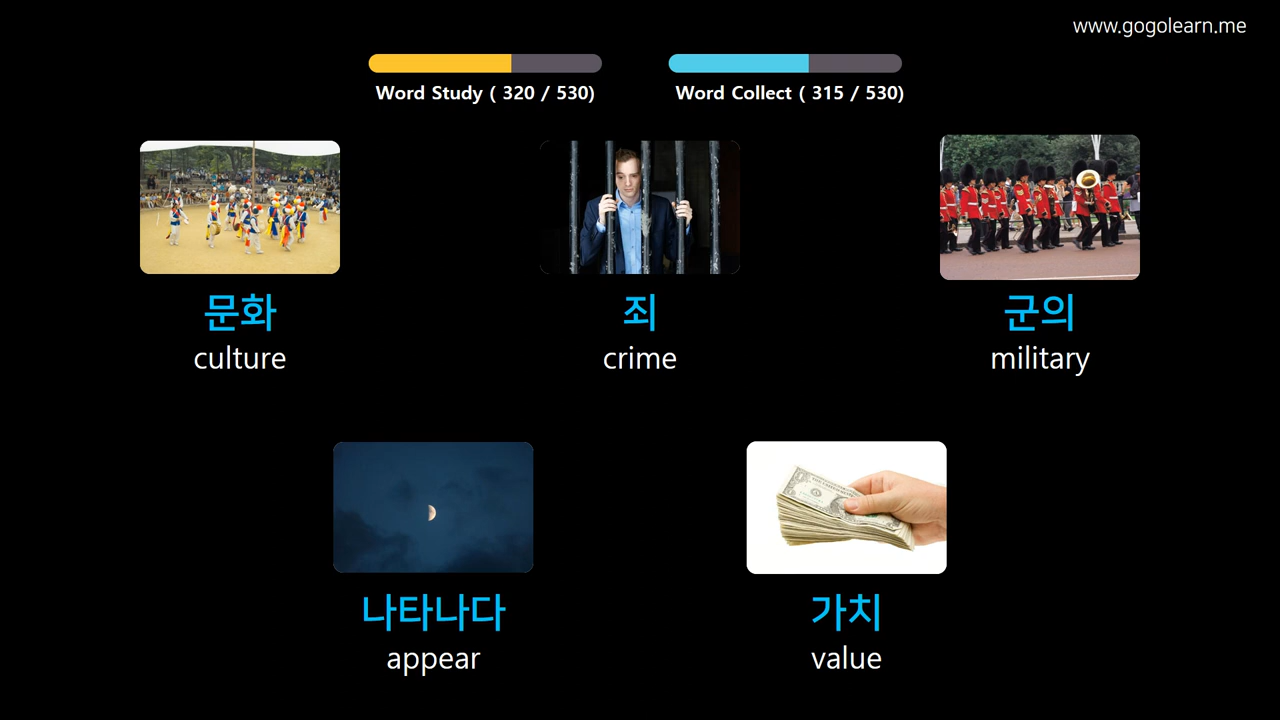 www.gogolearn.me
Word Study ( 320 / 530)
Word Collect ( 315 / 530)
문화
culture
죄
crime
군의
military
나타나다
appear
가치
value